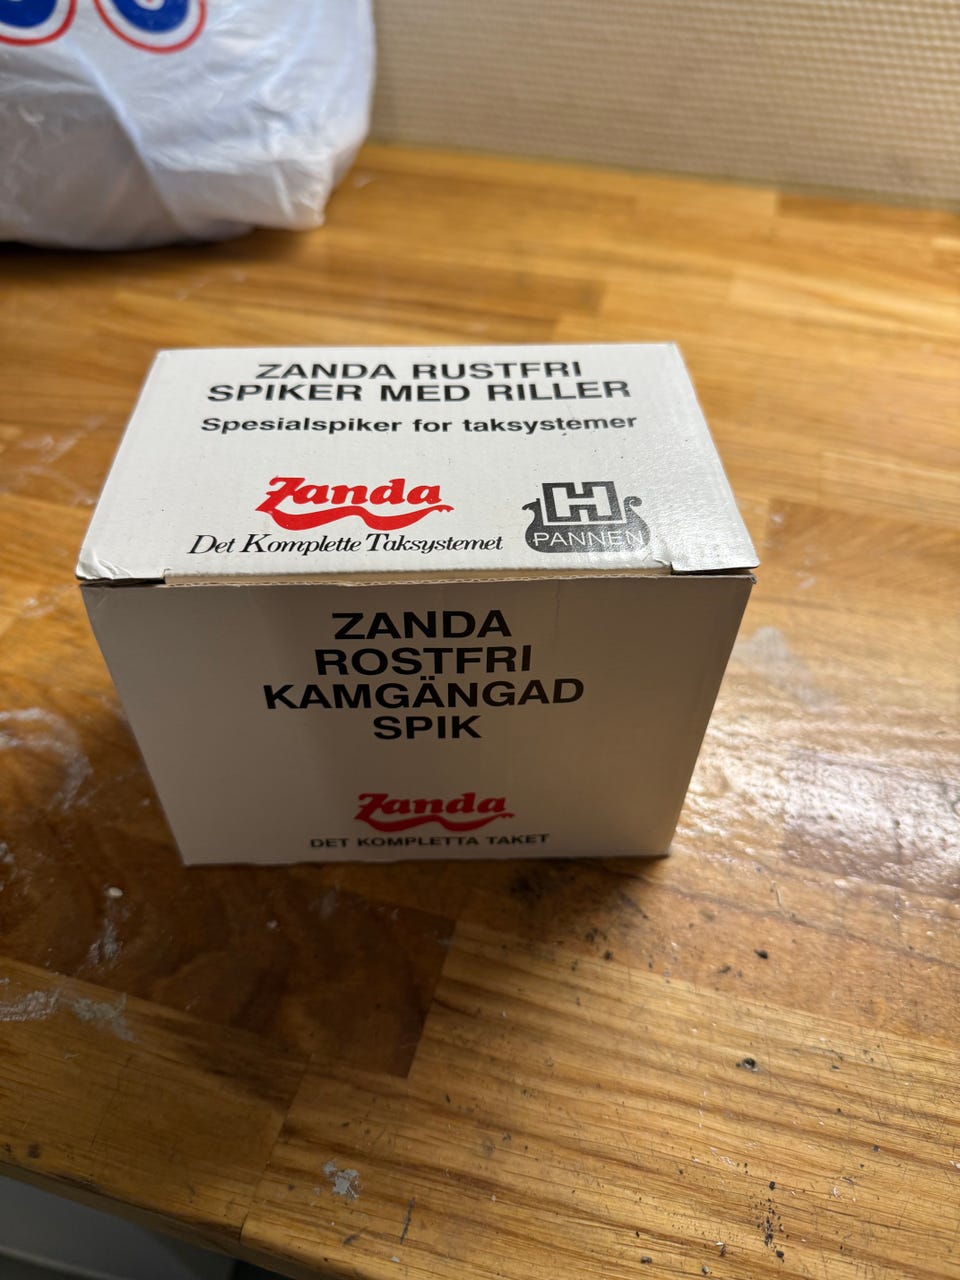 ZANDA RUSTFRI
SPIKER MED RILLER
Spesialspiker for taksystemer
Zanda
Det Komplette Taksystemet
H
PANNEN
ZANDA
ROSTFRI
KAMGÄNGAD
SPIK
Zanda
DET KOMPLETTA TAKET